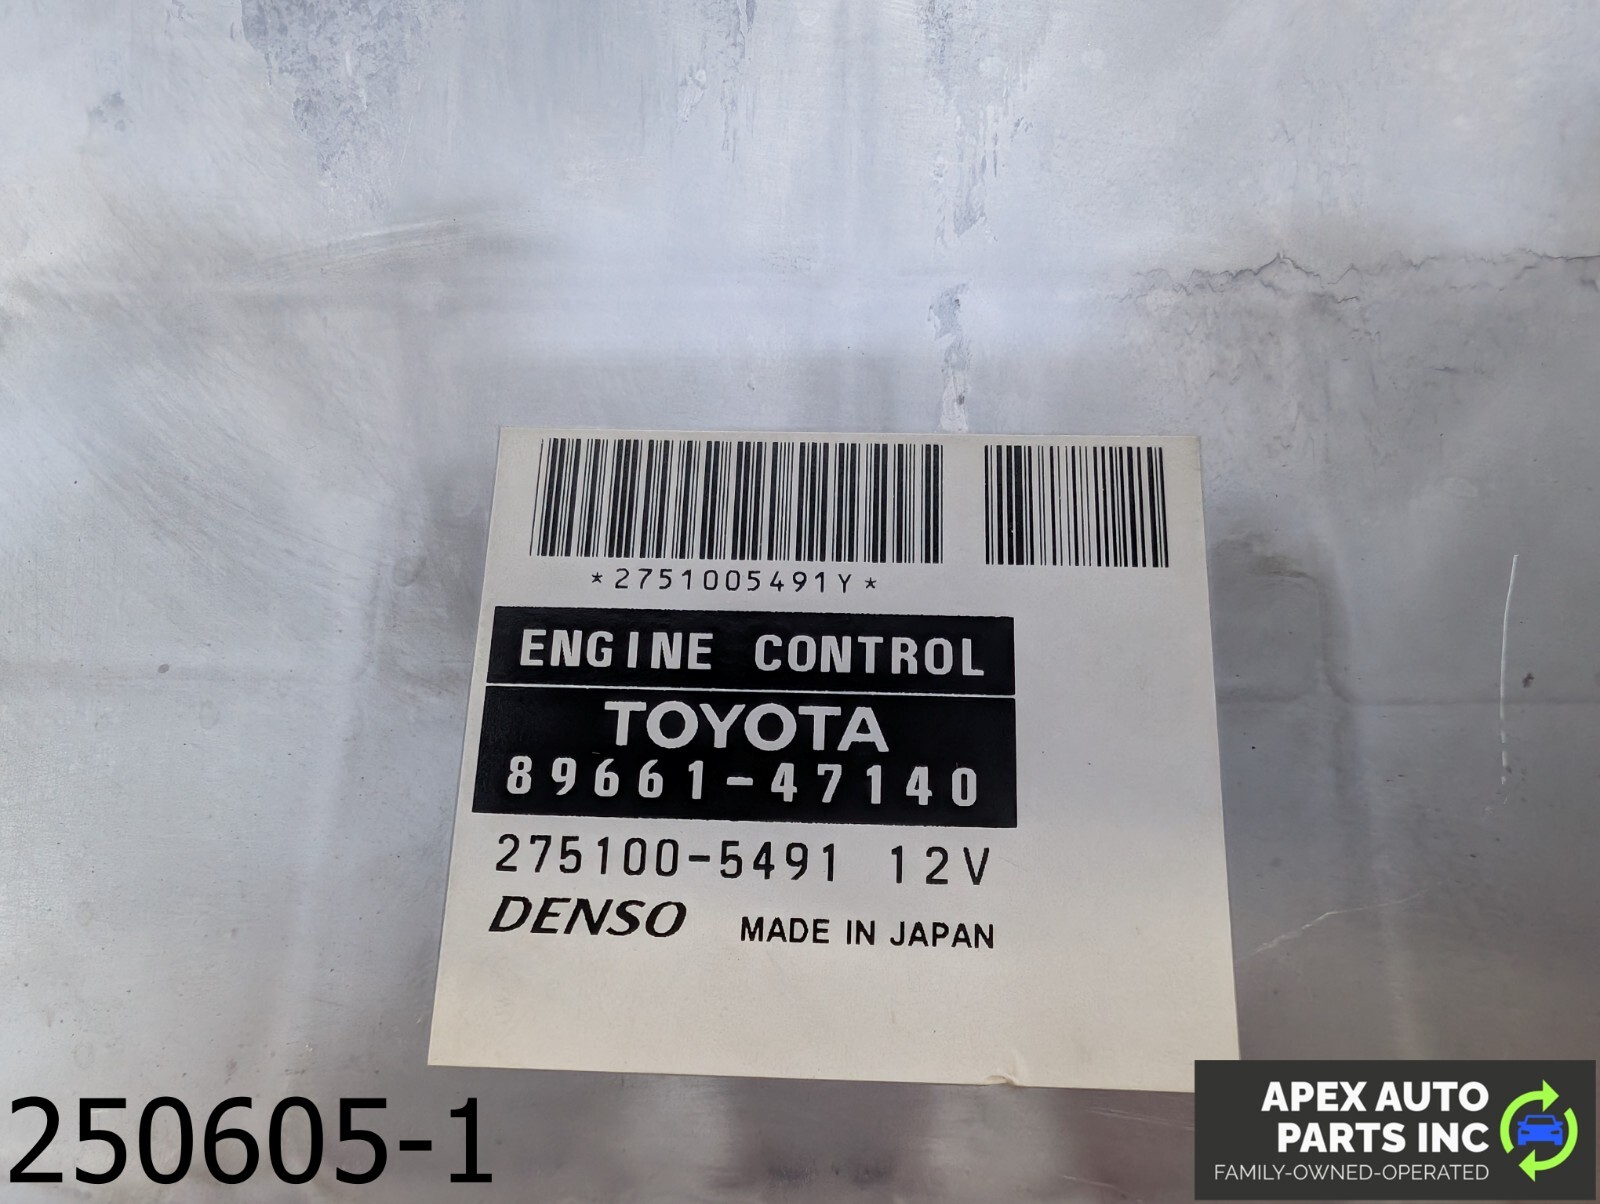 *2751005491Y*
ENGINE CONTROL
TOYOTA
89661-47140
275100-5491 12V
DENSO MADE IN JAPAN
250605-1
APEX AUTO
PARTS INC
FAMILY-OWNED-OPERATED